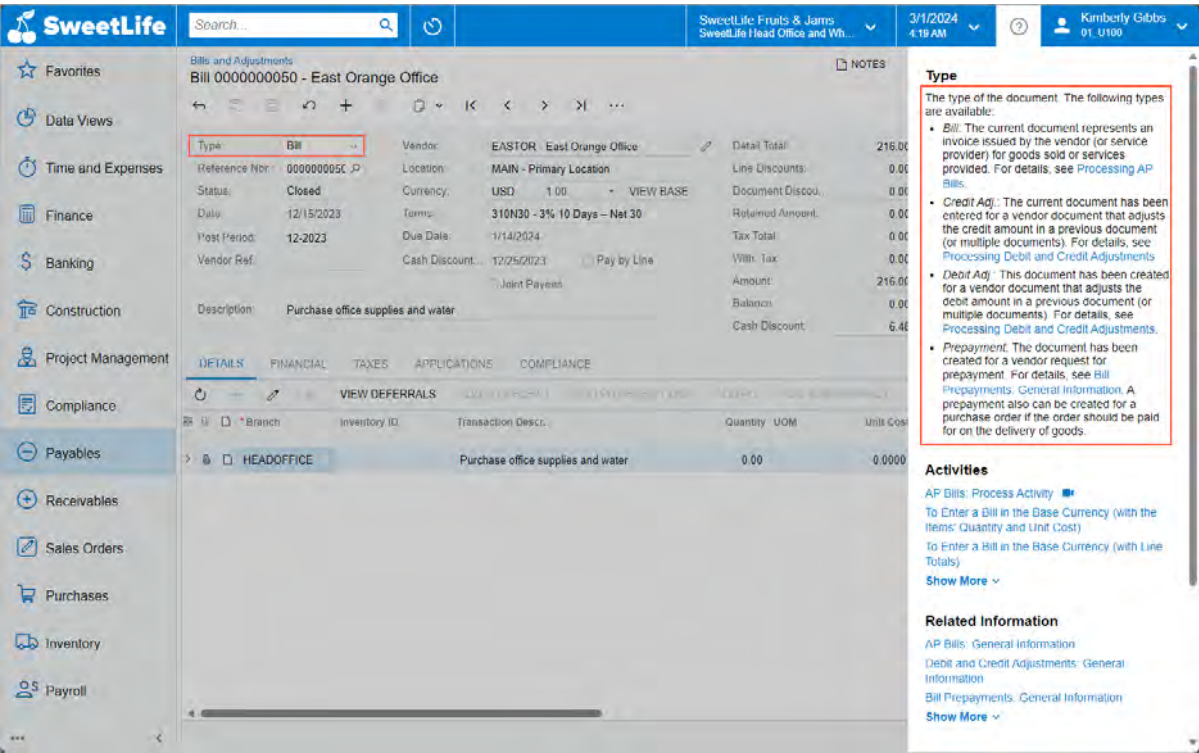 SweetLife
Search...
SweetLife Fruits & Jams
SweetLife Head Office and Wh...
3/1/2024
4:19 AM
Kimberly Gibbs
01_U100
Favorites
Data Views
Time and Expenses
Finance
Banking
Construction
Project Management
Compliance
Payables
Receivables
Sales Orders
Purchases
Inventory
Payroll
Bills and Adjustments
Bill 0000000050 - East Orange Office
NOTES
Type: Bill
Reference Nbr.: 000000005C
Status: Closed
Date: 12/15/2023
Post Period: 12-2023
Vendor Ref.
Description: Purchase office supplies and water
Vendor: EASTOR - East Orange Office
Location: MAIN - Primary Location
Currency: USD 1.00 VIEW BASE
Terms: 310N30 - 3% 10 Days – Net 30
Due Date: 1/14/2024
Cash Discount... 12/25/2023 Pay by Line
Joint Payees
Detail Total: 216.00
Line Discounts: 0.00
Document Discou... 0.00
Retained Amount: 0.00
Tax Total: 0.00
With. Tax: 0.00
Amount: 216.00
Balance: 0.00
Cash Discount: 6.48
DETAILS FINANCIAL TAXES APPLICATIONS COMPLIANCE
VIEW DEFERRALS
*Branch Inventory ID Transaction Descr. Quantity UOM Unit Cost
HEADOFFICE Purchase office supplies and water 0.00 0.0000
Type
The type of the document. The following types
are available:
• Bill: The current document represents an
invoice issued by the vendor (or service
provider) for goods sold or services
provided. For details, see Processing AP
Bills.
• Credit Adj.: The current document has been
entered for a vendor document that adjusts
the credit amount in a previous document
(or multiple documents). For details, see
Processing Debit and Credit Adjustments
• Debit Adj.: This document has been created
for a vendor document that adjusts the
debit amount in a previous document (or
multiple documents). For details, see
Processing Debit and Credit Adjustments.
• Prepayment: The document has been
created for a vendor request for
prepayment. For details, see Bill
Prepayments: General Information. A
prepayment also can be created for a
purchase order if the order should be paid
for on the delivery of goods.
Activities
AP Bills: Process Activity
To Enter a Bill in the Base Currency (with the
Items' Quantity and Unit Cost)
To Enter a Bill in the Base Currency (with Line
Totals)
Show More
Related Information
AP Bills: General Information
Debit and Credit Adjustments: General
Information
Bill Prepayments: General Information
Show More